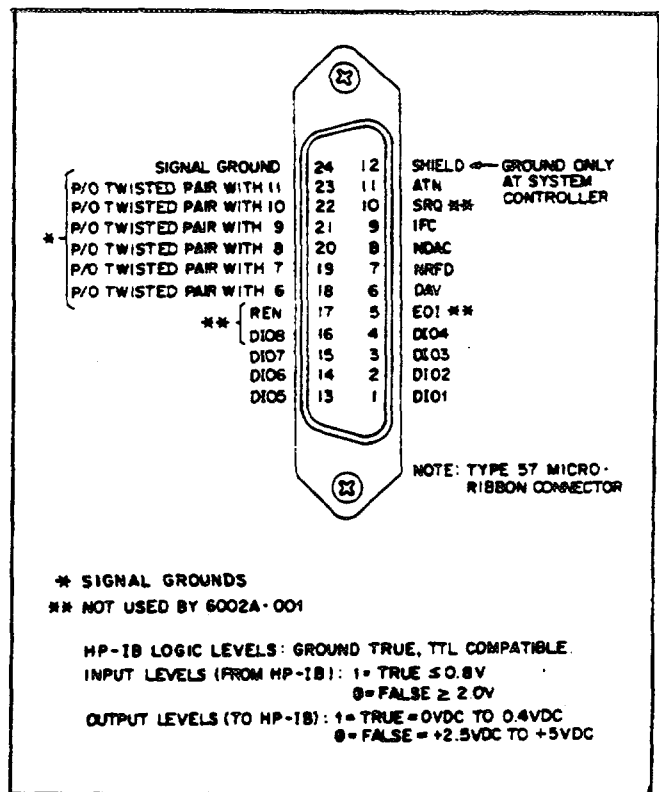 SIGNAL GROUND 24 12 SHIELD ← GROUND ONLY
AT SYSTEM
CONTROLLER
P/O TWISTED PAIR WITH 11 23 11 ATN
P/O TWISTED PAIR WITH 10 22 10 SRQ **
* P/O TWISTED PAIR WITH 9 21 9 IFC
P/O TWISTED PAIR WITH 8 20 8 NDAC
P/O TWISTED PAIR WITH 7 19 7 NRFD
P/O TWISTED PAIR WITH 6 18 6 DAV
** REN 17 5 EOI **
DIO8 16 4 DIO4
DIO7 15 3 DIO3
DIO6 14 2 DIO2
DIO5 13 1 DIO1
NOTE: TYPE 57 MICRO-
RIBBON CONNECTOR
* SIGNAL GROUNDS
** NOT USED BY 6002A-001
HP-IB LOGIC LEVELS: GROUND TRUE, TTL COMPATIBLE.
INPUT LEVELS (FROM HP-IB): 1= TRUE ≤ 0.8V
0= FALSE ≥ 2.0V
OUTPUT LEVELS (TO HP-IB): 1= TRUE = 0VDC TO 0.4VDC
0= FALSE = +2.5VDC TO +5VDC